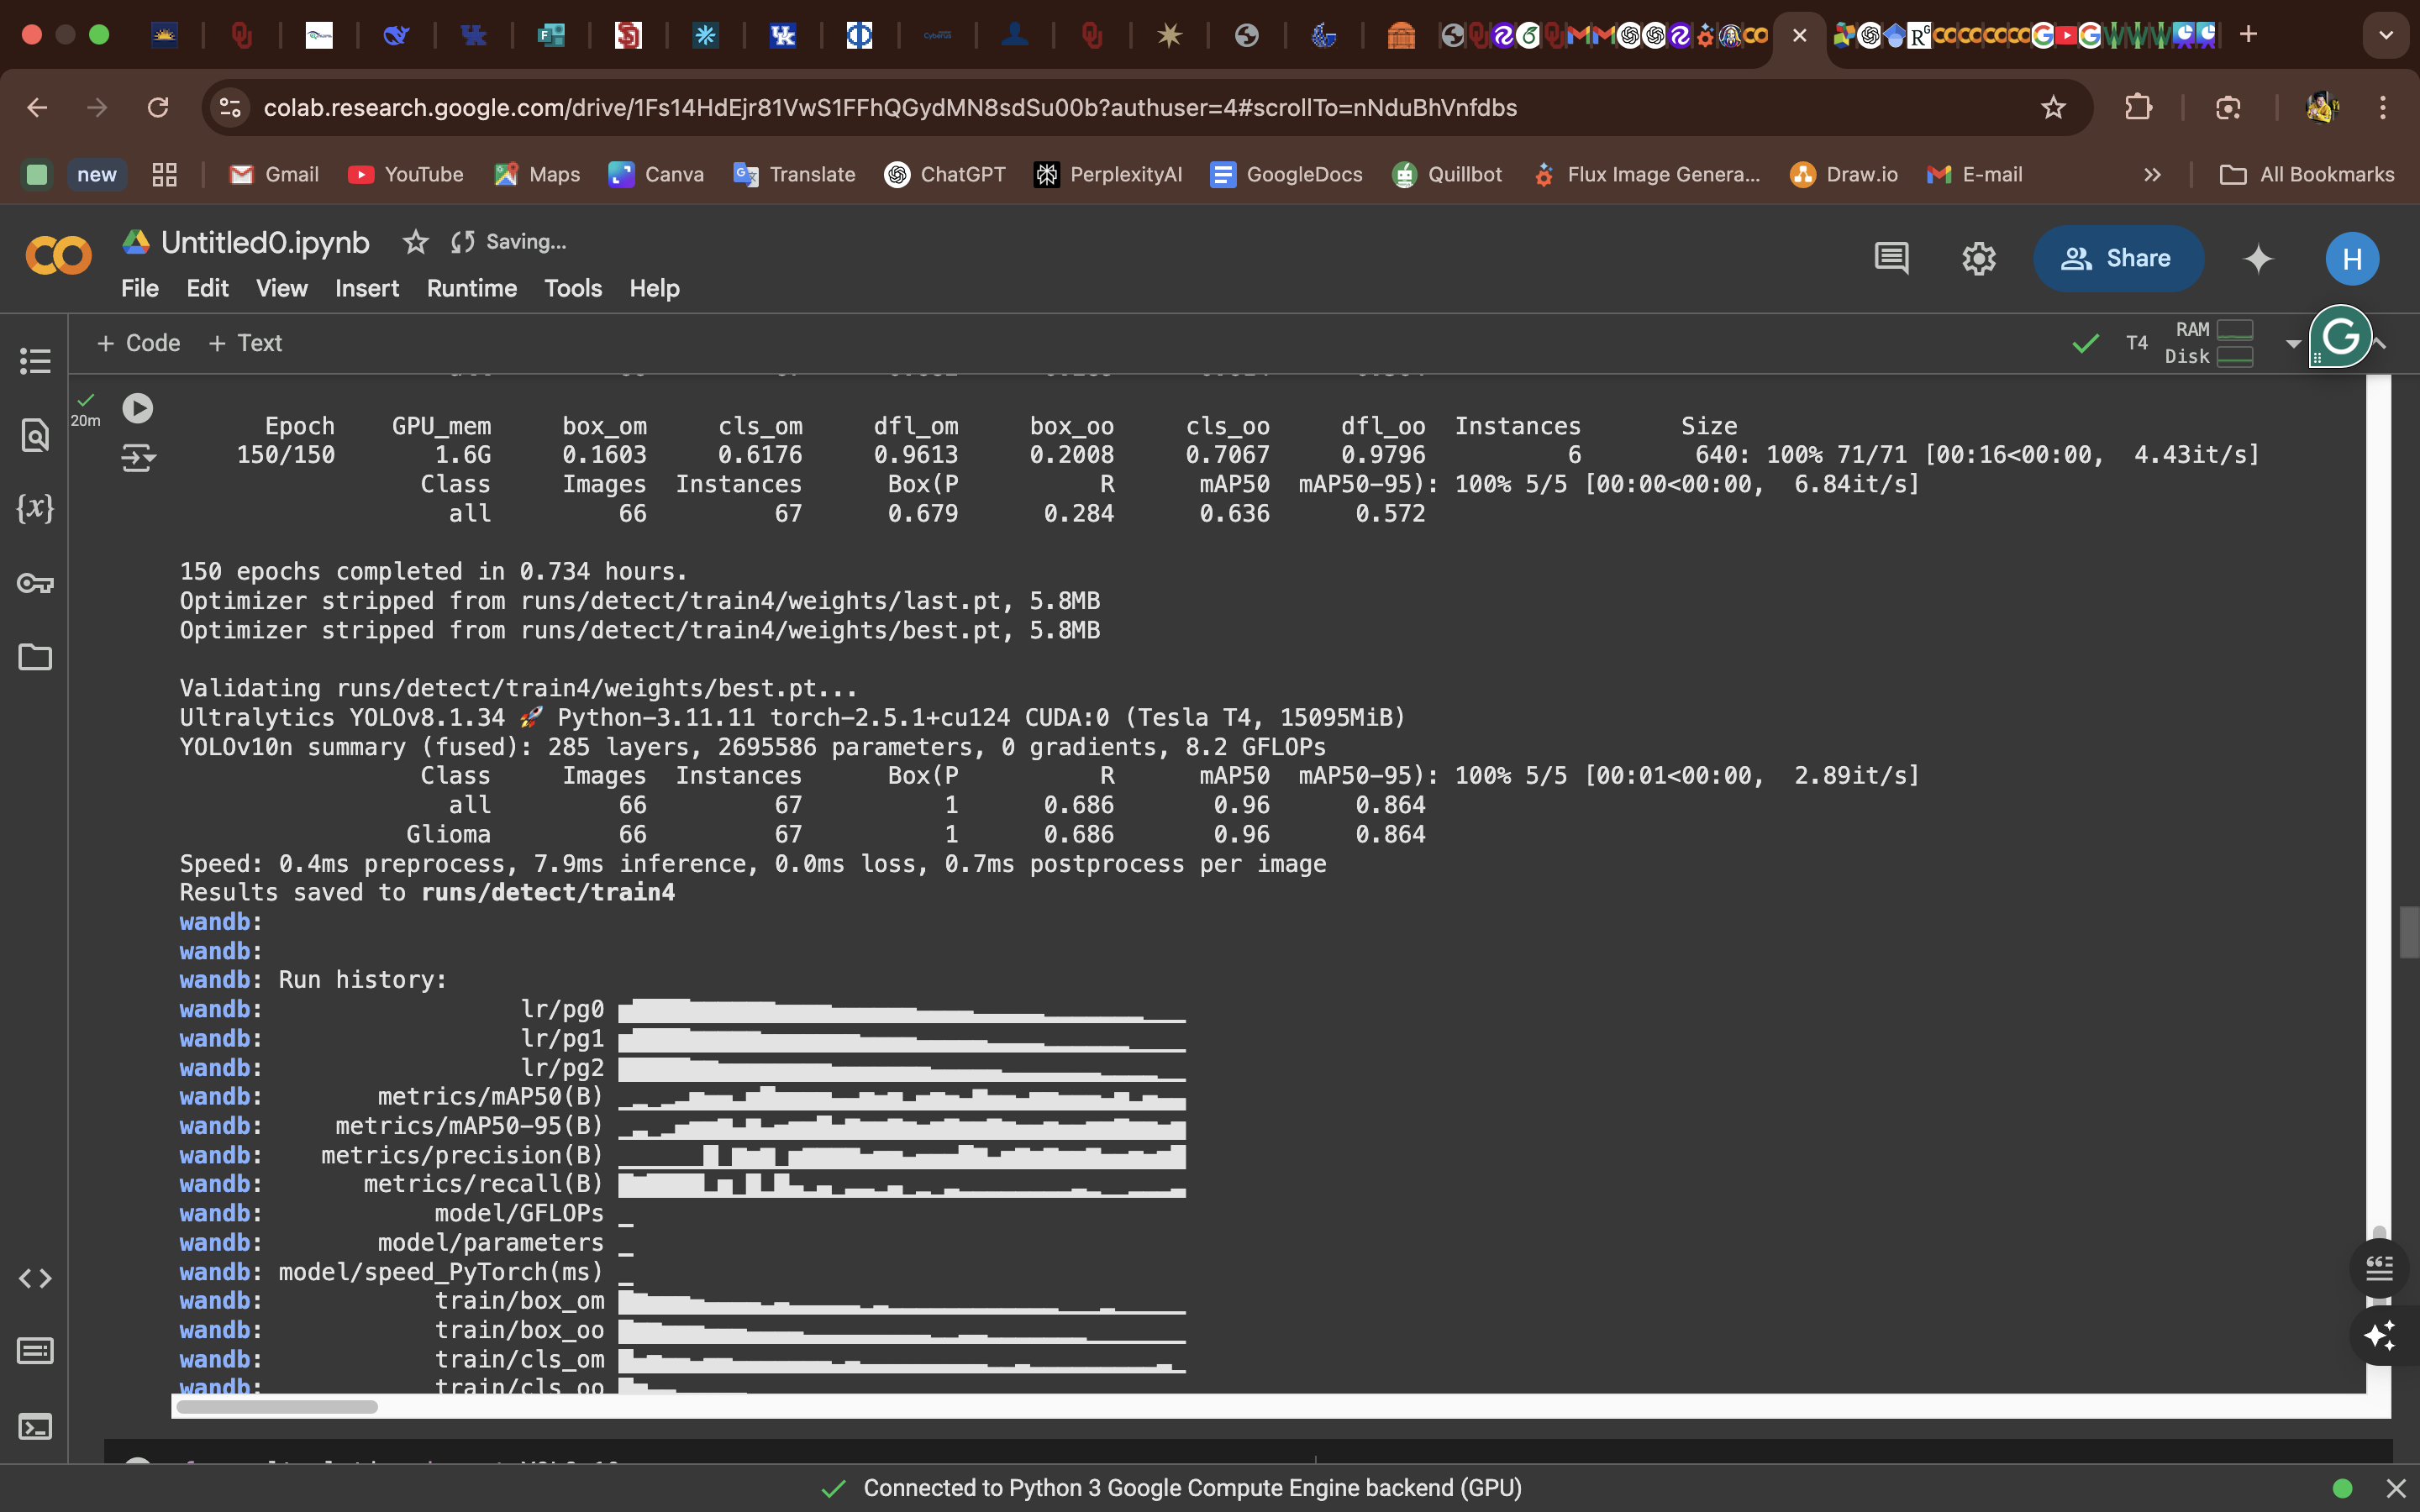 colab.research.google.com/drive/1Fs14HdEjr81VwS1FFhQGydMN8sdSu00b?authuser=4#scrollTo=nNduBhVnfdbs
new Gmail YouTube Maps Canva Translate ChatGPT PerplexityAI GoogleDocs Quillbot Flux Image Genera... Draw.io E-mail >> All Bookmarks
Untitled0.ipynb Saving...
File Edit View Insert Runtime Tools Help
Share
H
+ Code + Text
T4 RAM
Disk
20m
Epoch GPU_mem box_om cls_om dfl_om box_oo cls_oo dfl_oo Instances Size
150/150 1.6G 0.1603 0.6176 0.9613 0.2008 0.7067 0.9796 6 640: 100% 71/71 [00:16<00:00, 4.43it/s]
Class Images Instances Box(P R mAP50 mAP50-95): 100% 5/5 [00:00<00:00, 6.84it/s]
all 66 67 0.679 0.284 0.636 0.572
150 epochs completed in 0.734 hours.
Optimizer stripped from runs/detect/train4/weights/last.pt, 5.8MB
Optimizer stripped from runs/detect/train4/weights/best.pt, 5.8MB
Validating runs/detect/train4/weights/best.pt...
Ultralytics YOLOv8.1.34 🚀 Python-3.11.11 torch-2.5.1+cu124 CUDA:0 (Tesla T4, 15095MiB)
YOLOv10n summary (fused): 285 layers, 2695586 parameters, 0 gradients, 8.2 GFLOPs
Class Images Instances Box(P R mAP50 mAP50-95): 100% 5/5 [00:01<00:00, 2.89it/s]
all 66 67 1 0.686 0.96 0.864
Glioma 66 67 1 0.686 0.96 0.864
Speed: 0.4ms preprocess, 7.9ms inference, 0.0ms loss, 0.7ms postprocess per image
Results saved to runs/detect/train4
wandb:
wandb:
wandb: Run history:
wandb: lr/pg0
wandb: lr/pg1
wandb: lr/pg2
wandb: metrics/mAP50(B)
wandb: metrics/mAP50-95(B)
wandb: metrics/precision(B)
wandb: metrics/recall(B)
wandb: model/GFLOPs
wandb: model/parameters
wandb: model/speed_PyTorch(ms)
wandb: train/box_om
wandb: train/box_oo
wandb: train/cls_om
wandb: train/cls_oo
Connected to Python 3 Google Compute Engine backend (GPU)